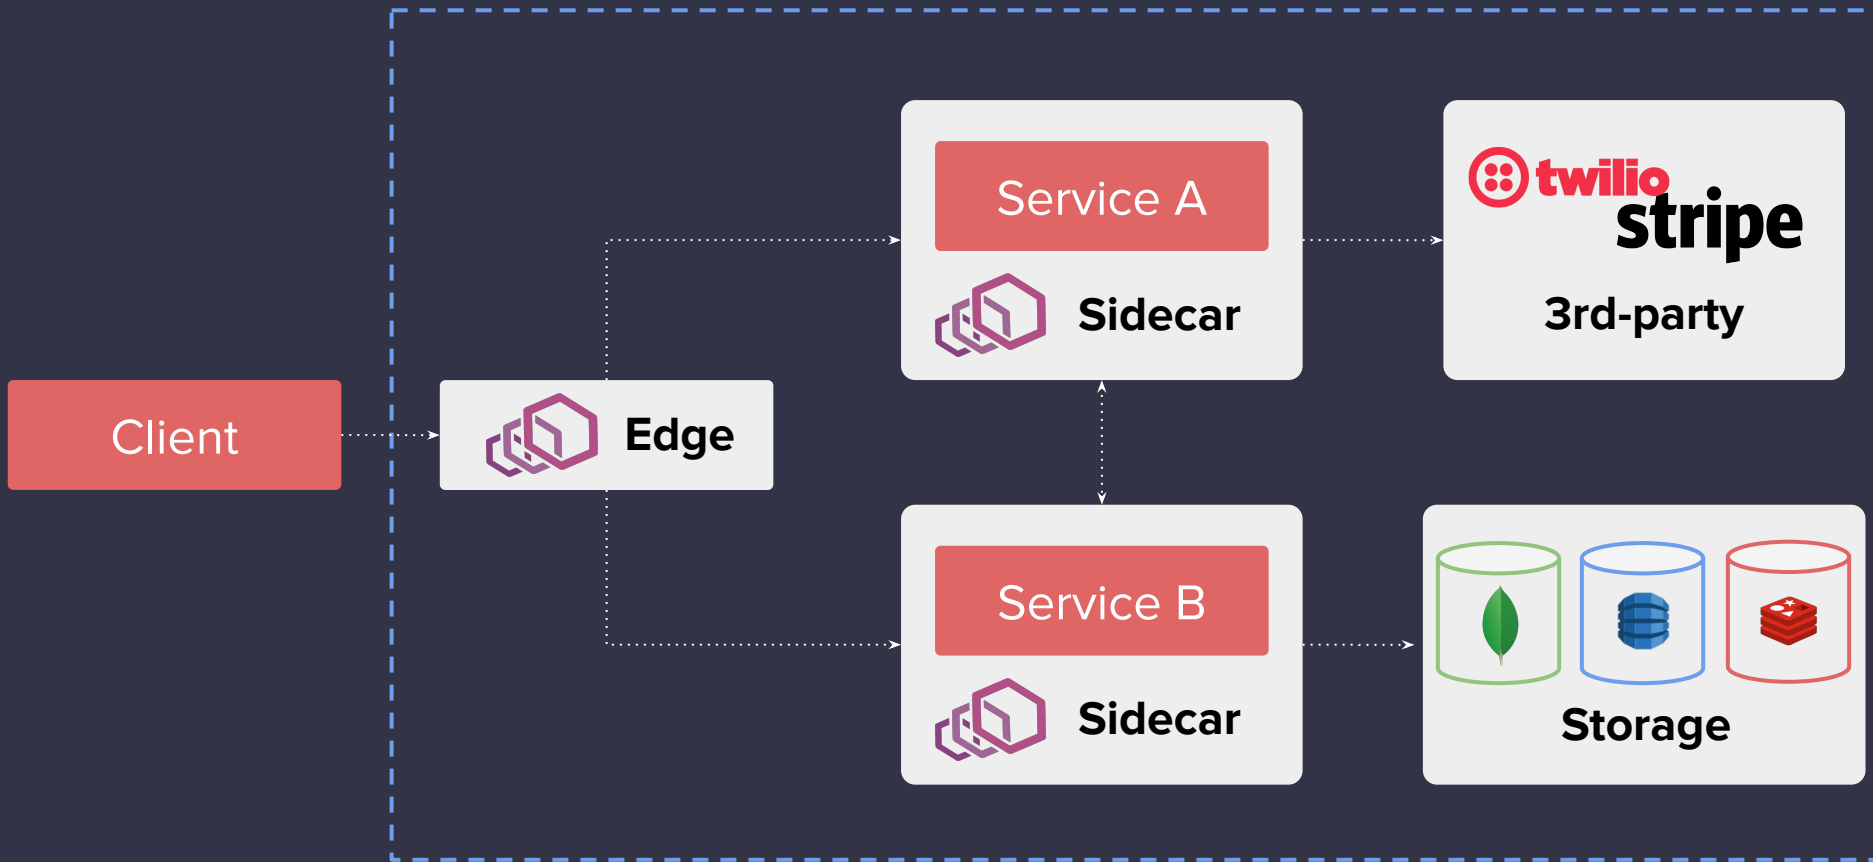 Client
Edge
Service A
Sidecar
twilio
stripe
3rd-party
Service B
Sidecar
Storage